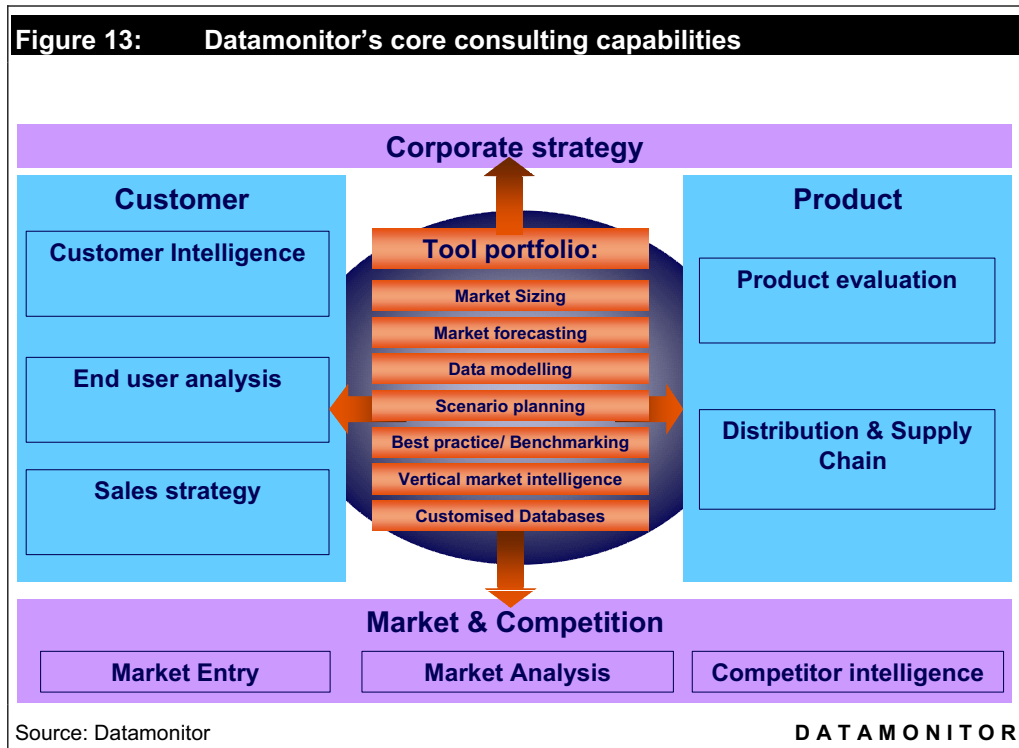 Figure 13: Datamonitor’s core consulting capabilities
Corporate strategy
Customer
Customer Intelligence
End user analysis
Sales strategy
Tool portfolio:
Market Sizing
Market forecasting
Data modelling
Scenario planning
Best practice/ Benchmarking
Vertical market intelligence
Customised Databases
Product
Product evaluation
Distribution & Supply
Chain
Market & Competition
Market Entry
Market Analysis
Competitor intelligence
Source: Datamonitor
DATAMONITOR